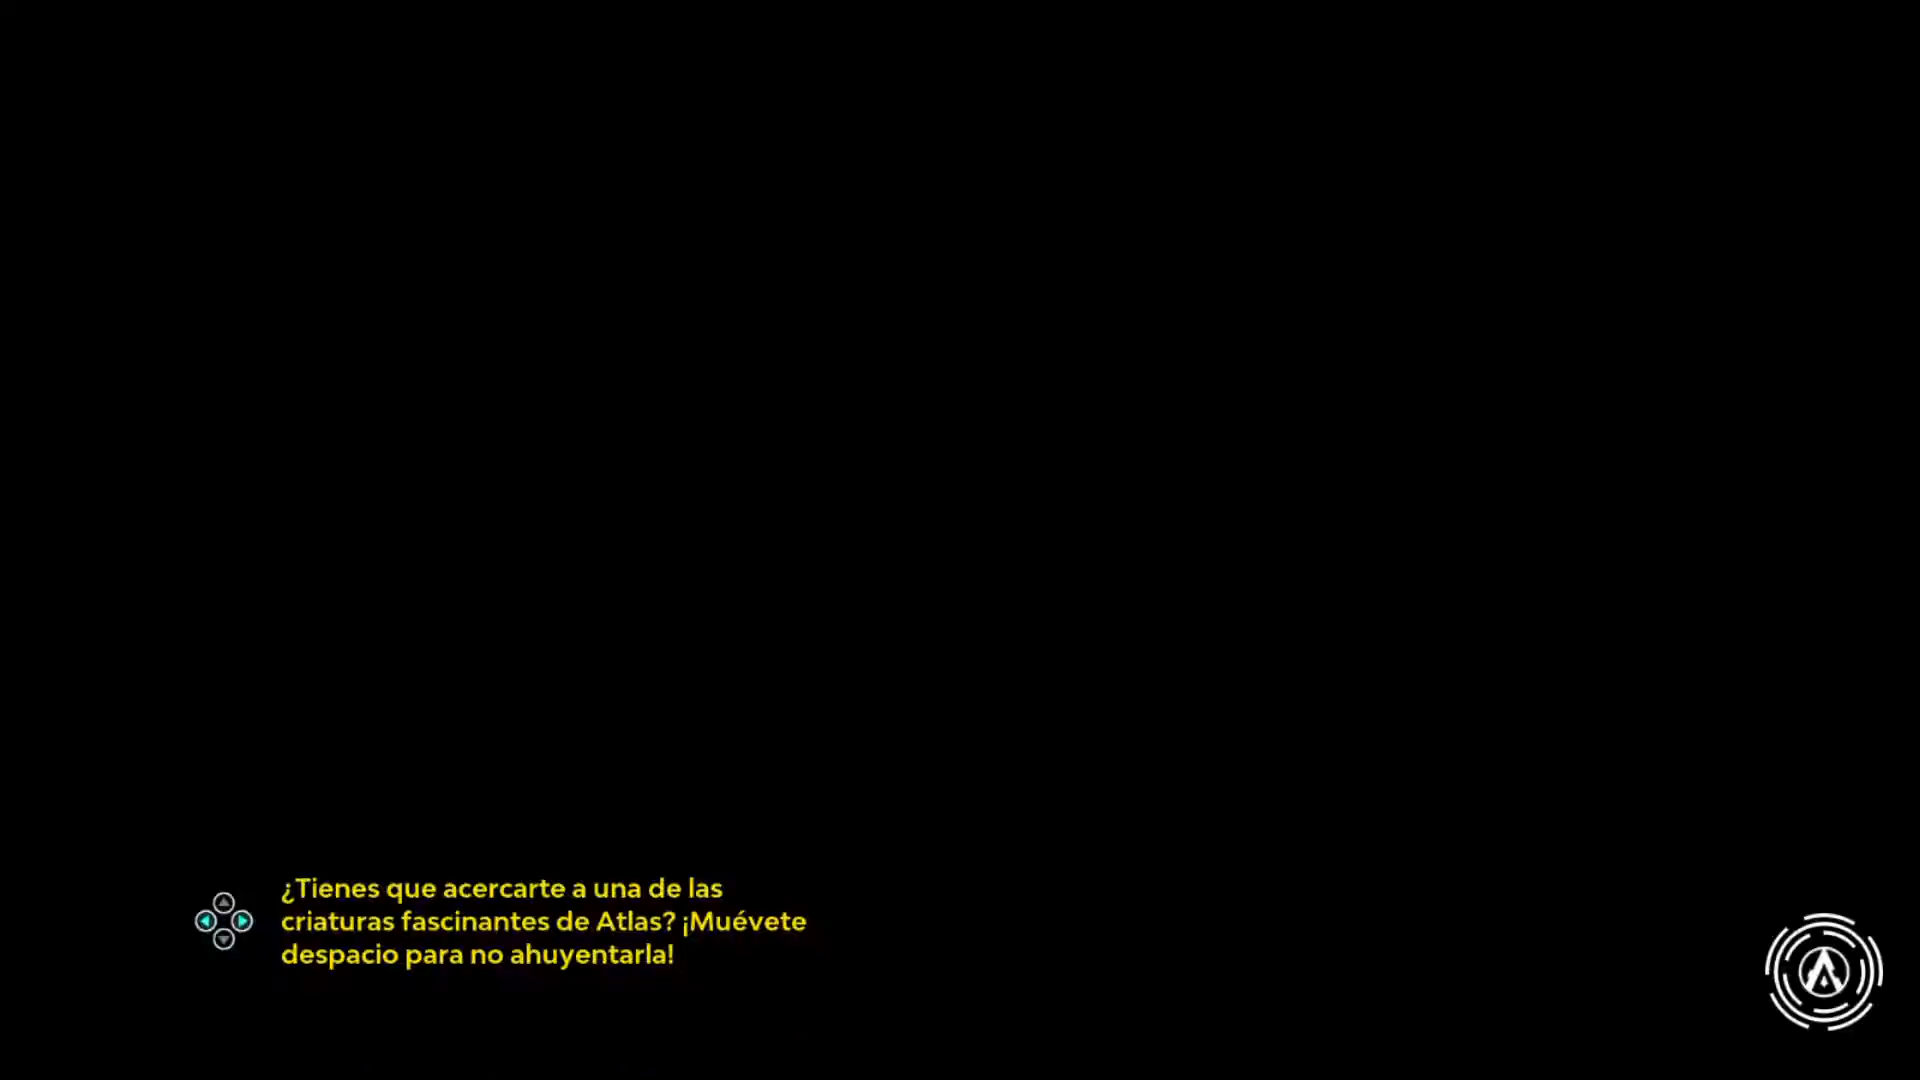 ¿Tienes que acercarte a una de las
criaturas fascinantes de Atlas? ¡Muévete
despacio para no ahuyentarla!